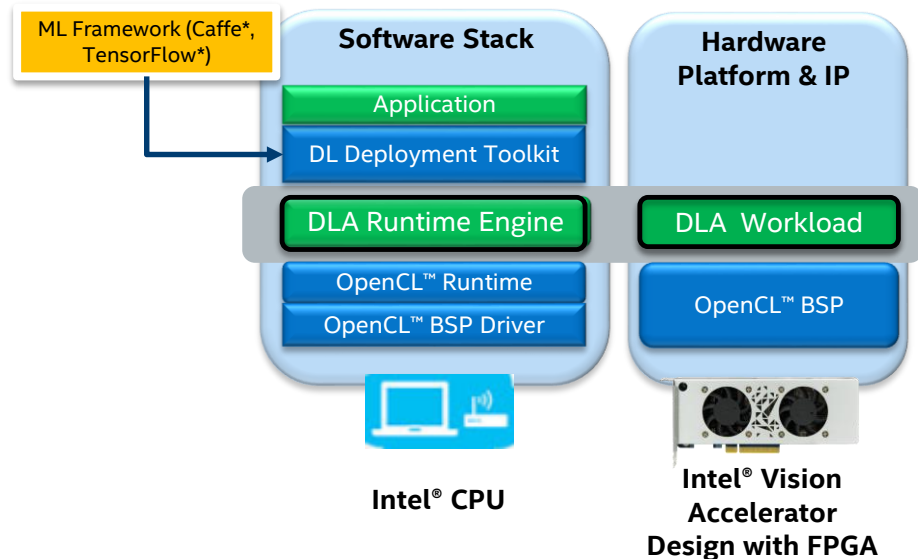 ML Framework (Caffe*,
TensorFlow*)
Software Stack
Application
DL Deployment Toolkit
DLA Runtime Engine
OpenCL™ Runtime
OpenCL™ BSP Driver
Intel® CPU
Hardware
Platform & IP
DLA Workload
OpenCL™ BSP
Intel® Vision
Accelerator
Design with FPGA